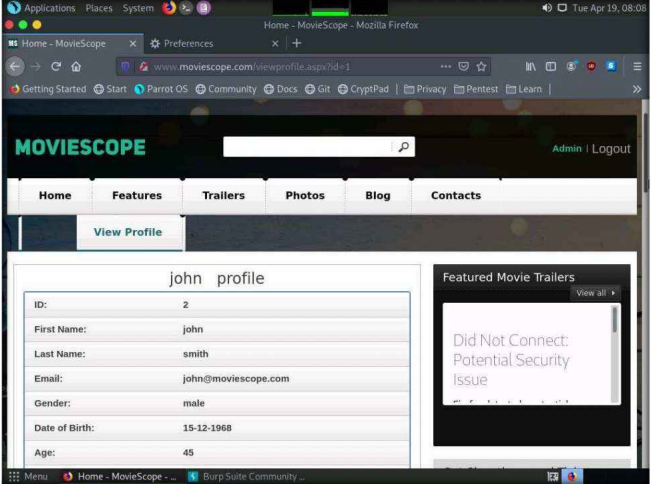 Applications Places System Tue Apr 19, 08:08
Home - MovieScope - Mozilla Firefox
MS Home - MovieScope × Preferences × +
www.moviescope.com/viewprofile.aspx?id=1
Getting Started Start Parrot OS Community Docs Git CryptPad Privacy Pentest Learn
MOVIESCOPE
Admin | Logout
Home Features Trailers Photos Blog Contacts
View Profile
john profile
ID: 2
First Name: john
Last Name: smith
Email: john@moviescope.com
Gender: male
Date of Birth: 15-12-1968
Age: 45
Featured Movie Trailers
View all
Did Not Connect:
Potential Security
Issue
Menu Home - MovieScope - ... Burp Suite Community ...